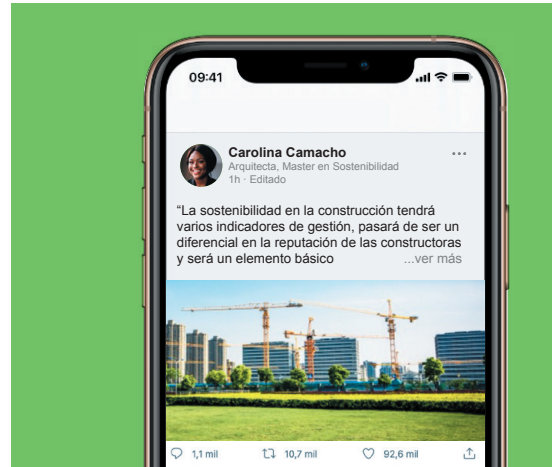 09:41
Carolina Camacho
Arquitecta, Master en Sostenibilidad
1h · Editado
“La sostenibilidad en la construcción tendrá
varios indicadores de gestión, pasará de ser un
diferencial en la reputación de las constructoras
y será un elemento básico ...ver más
1,1 mil 10,7 mil 92,6 mil